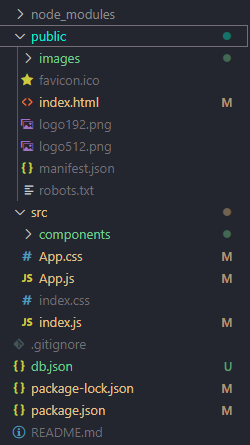 node_modules
public
images
favicon.ico
index.html M
logo192.png
logo512.png
manifest.json
robots.txt
src
components
App.css M
App.js M
index.css
index.js M
.gitignore
db.json U
package-lock.json M
package.json M
README.md